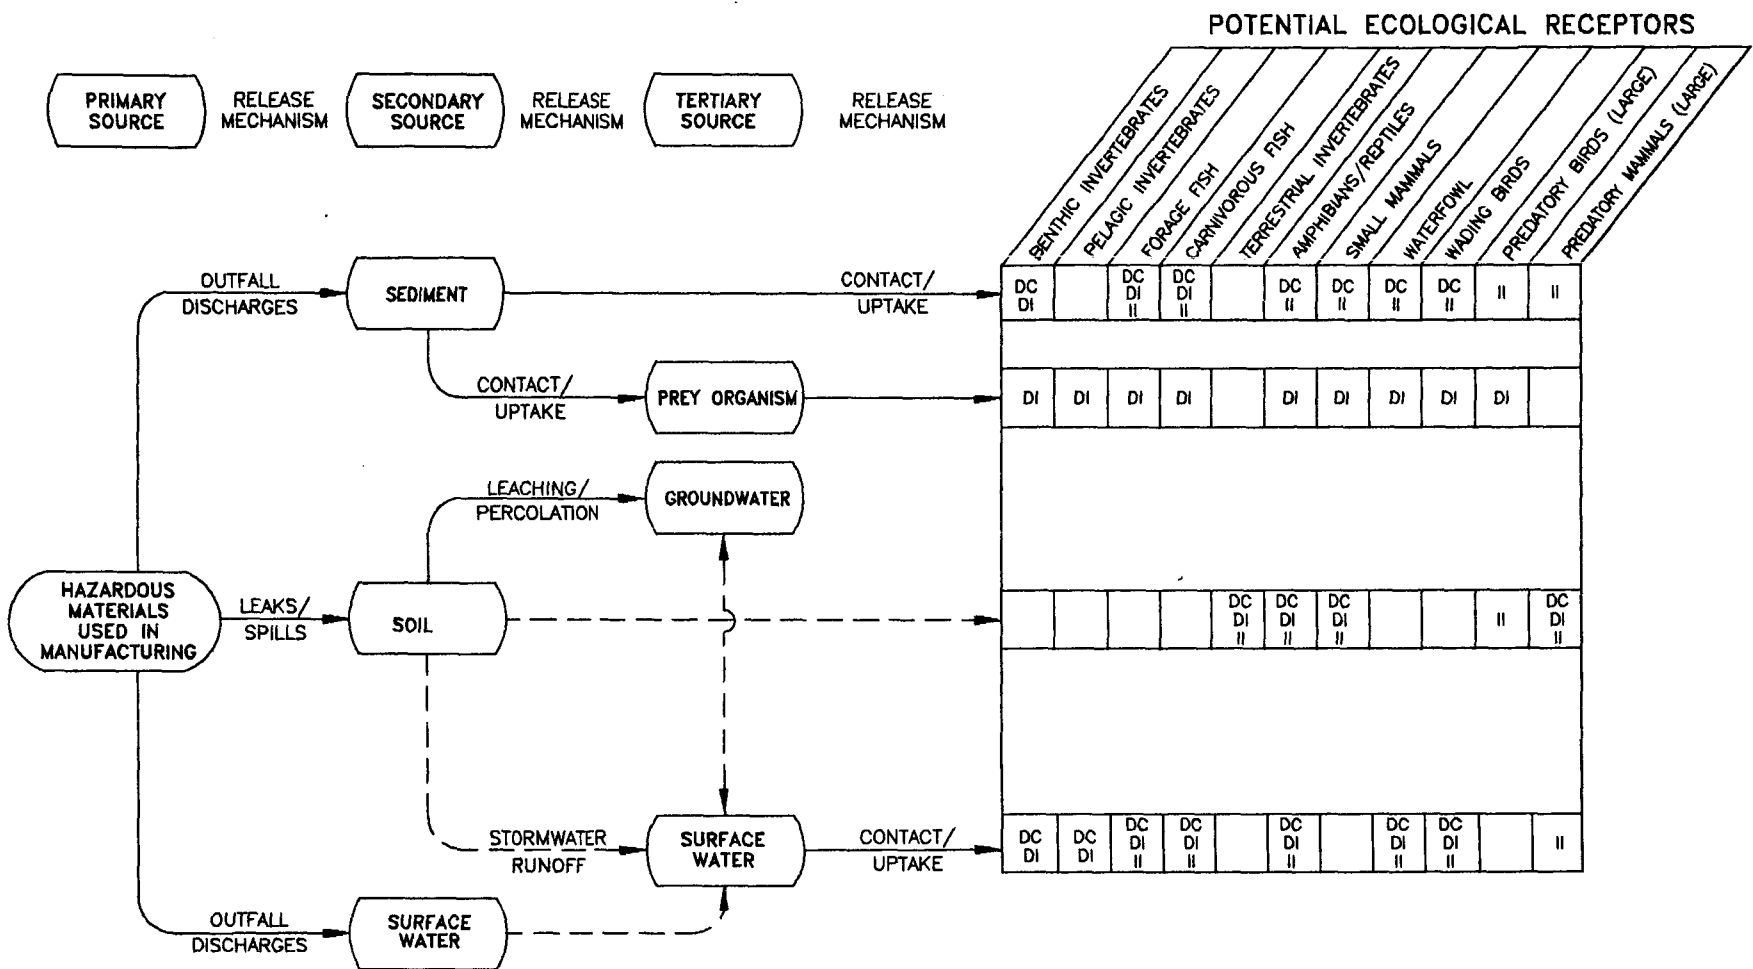 POTENTIAL ECOLOGICAL RECEPTORS
PRIMARY
SOURCE
RELEASE
MECHANISM
SECONDARY
SOURCE
RELEASE
MECHANISM
TERTIARY
SOURCE
RELEASE
MECHANISM
BENTHIC INVERTEBRATES
PELAGIC INVERTEBRATES
FORAGE FISH
CARNIVOROUS FISH
TERRESTRIAL INVERTEBRATES
AMPHIBIANS/REPTILES
SMALL MAMMALS
WATERFOWL
WADING BIRDS
PREDATORY BIRDS (LARGE)
PREDATORY MAMMALS (LARGE)
OUTFALL
DISCHARGES
SEDIMENT
CONTACT/
UPTAKE
DC
DI
DC
DI
II
DC
DI
II
DC
II
DC
II
DC
II
DC
II
II
II
CONTACT/
UPTAKE
PREY ORGANISM
DI DI DI DI DI DI DI DI DI
LEACHING/
PERCOLATION
GROUNDWATER
HAZARDOUS
MATERIALS
USED IN
MANUFACTURING
LEAKS/
SPILLS
SOIL
DC
DI
II
DC
DI
II
DC
DI
II
II
DC
DI
II
STORMWATER
RUNOFF
SURFACE
WATER
CONTACT/
UPTAKE
DC
DI
DC
DI
DC
DI
II
DC
DI
II
DC
DI
II
DC
DI
II
DC
DI
II
II
OUTFALL
DISCHARGES
SURFACE
WATER